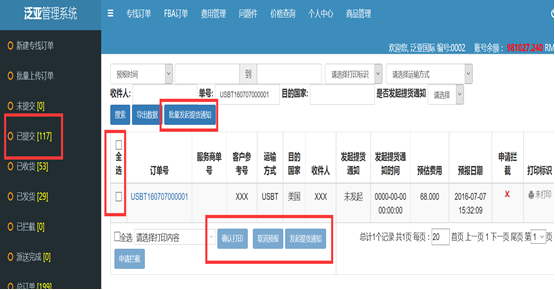 泛亚管理系统
☰ 专线订单 FBA订单 费用管理 问题件 价格查询 个人中心 商品管理
欢迎您, 泛亚国际 编号:0002 账号余额: 981027.240 RM
新建专线订单
批量上传订单
未提交 [0]
已提交 [117]
已收货 [53]
已发货 [29]
已拦截 [0]
派送完成 [0]
总订单 [199]
预报时间 到 请选择打印标识 请选择运输方式
收件人: 单号: USBT160707000001 目的国家: 是否发起提货通知 请选择
搜索 导出数据 批量发起提货通知
全选 订单号 服务商单号 客户参考号 运输方式 目的国家 收件人 发起提货通知 发起提货通知时间 预估费用 预报日期 申请拦截 打印标识
USBT160707000001 XXX USBT 美国 XXX 未发起 0000-00-00 00:00:00 68.000 2016-07-07 15:32:09 X 未打印
全选 请选择打印内容 确认打印 取消预报 发起提货通知 总计1个记录 共1页 每页: 20 首页 上一页 1 下一页 尾页 第 1 页
申请拦截